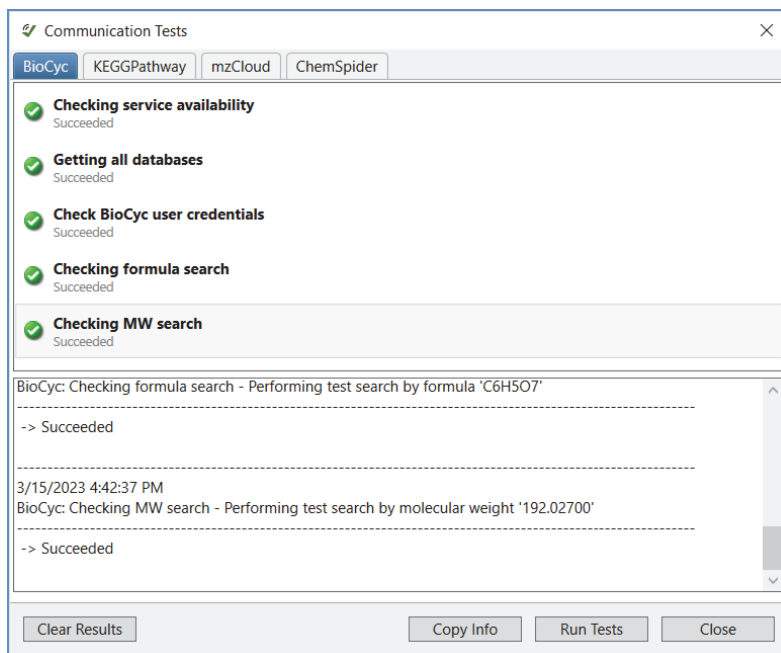 Communication Tests
BioCyc KEGGPathway mzCloud ChemSpider
Checking service availability
Succeeded
Getting all databases
Succeeded
Check BioCyc user credentials
Succeeded
Checking formula search
Succeeded
Checking MW search
Succeeded
BioCyc: Checking formula search - Performing test search by formula 'C6H5O7'
--------------------------------------------------------------------------------
-> Succeeded
--------------------------------------------------------------------------------
3/15/2023 4:42:37 PM
BioCyc: Checking MW search - Performing test search by molecular weight '192.02700'
--------------------------------------------------------------------------------
-> Succeeded
Clear Results Copy Info Run Tests Close